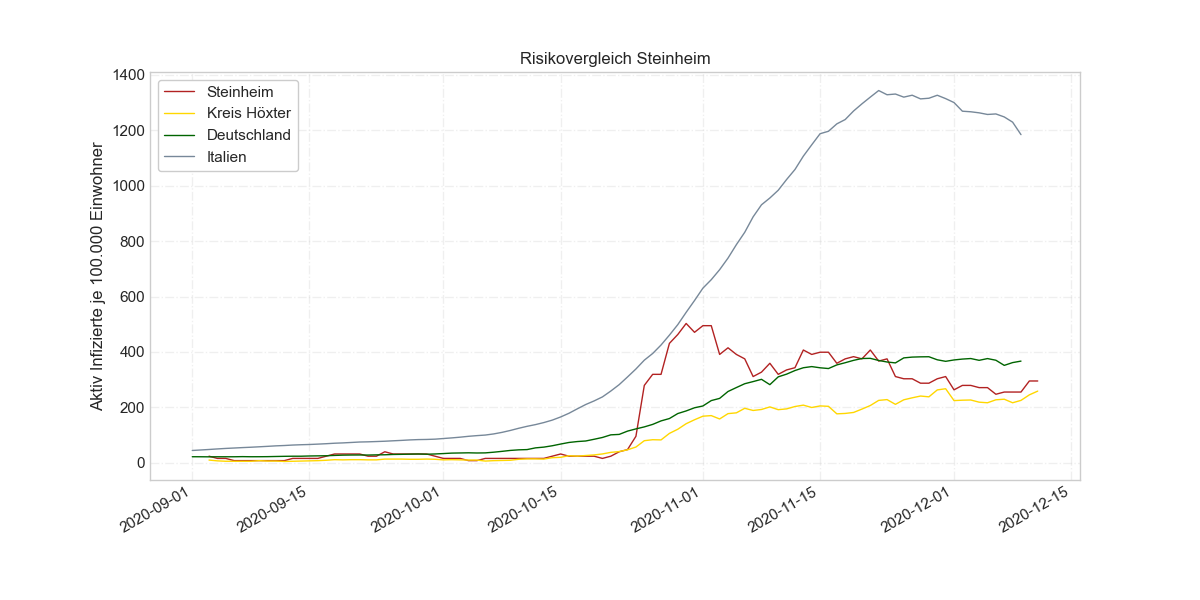 Risikovergleich Steinheim
Aktiv Infizierte je 100.000 Einwohner
1400
1200
1000
800
600
400
200
0
Steinheim
Kreis Höxter
Deutschland
Italien
2020-09-01
2020-09-15
2020-10-01
2020-10-15
2020-11-01
2020-11-15
2020-12-01
2020-12-15